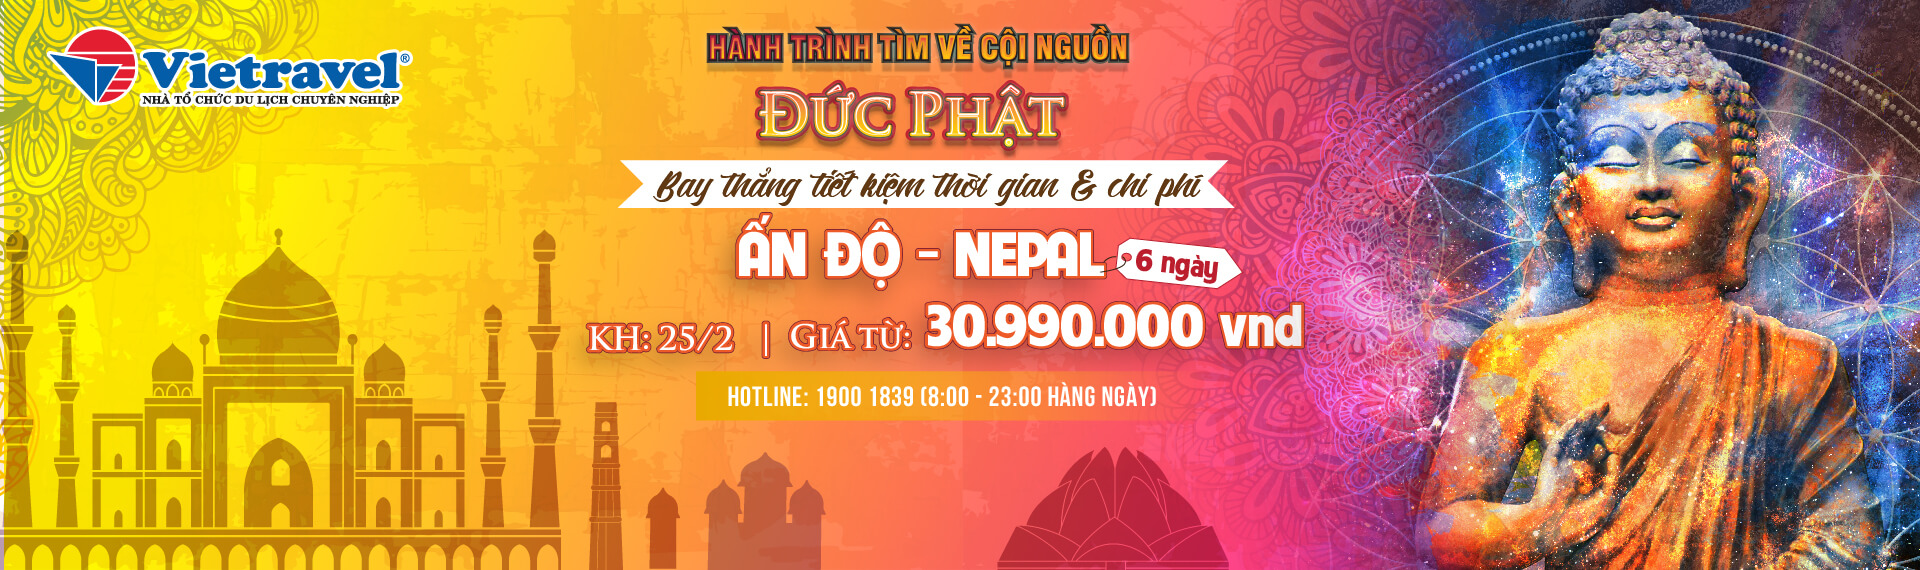 Vietravel®
NHÀ TỔ CHỨC DU LỊCH CHUYÊN NGHIỆP
HÀNH TRÌNH TÌM VỀ CỘI NGUỒN
ĐỨC PHẬT
Bay thẳng tiết kiệm thời gian & chi phí
ẤN ĐỘ - NEPAL 6 ngày
KH: 25/2 | GIÁ TỪ: 30.990.000 vnd
HOTLINE: 1900 1839 (8:00 - 23:00 HÀNG NGÀY)